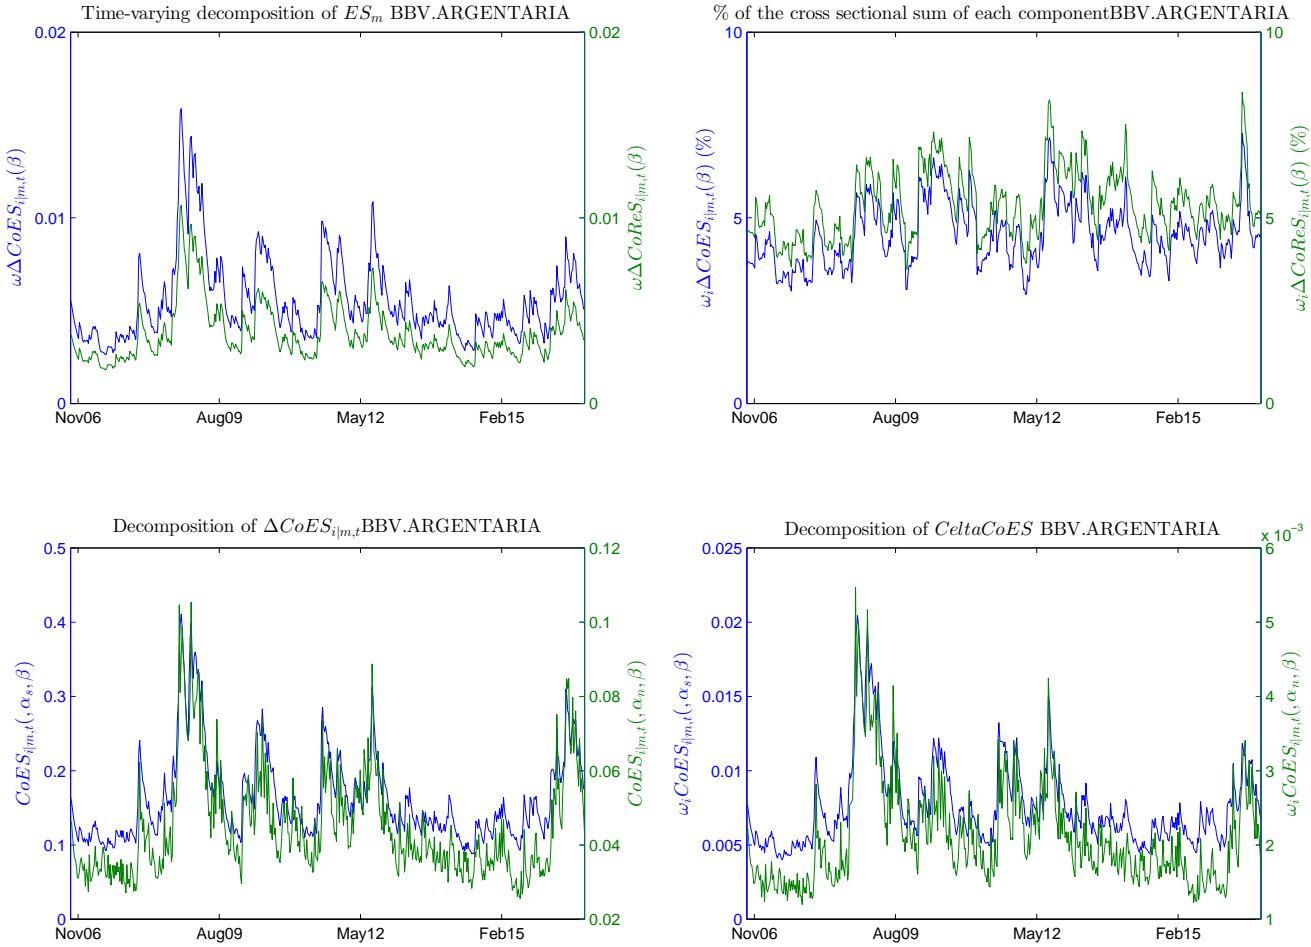 Time-varying decomposition of ES_m BBV.ARGENTARIA
0.02
0.01
0
ωΔCoES_{i|m,t}(β)
0.02
0.01
0
ωΔCoReS_{i|m,t}(β)
Nov06 Aug09 May12 Feb15
% of the cross sectional sum of each componentBBV.ARGENTARIA
10
5
0
ω_iΔCoES_{i|m,t}(β) (%)
10
5
0
ω_iΔCoReS_{i|m,t}(β) (%)
Nov06 Aug09 May12 Feb15
Decomposition of ΔCoES_{i|m,t}BBV.ARGENTARIA
0.5
0.4
0.3
0.2
0.1
0
CoES_{i|m,t}(, α_s, β)
0.12
0.1
0.08
0.06
0.04
0.02
CoES_{i|m,t}(, α_n, β)
Nov06 Aug09 May12 Feb15
Decomposition of CeltaCoES BBV.ARGENTARIA
0.025
0.02
0.015
0.01
0.005
0
ω_iCoES_{i|m,t}(, α_s, β)
x 10^{−3}
6
5
4
3
2
1
ω_iCoES_{i|m,t}(, α_n, β)
Nov06 Aug09 May12 Feb15